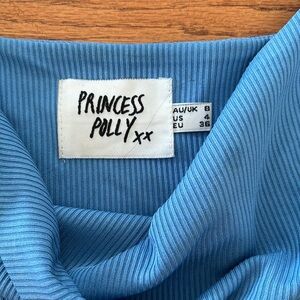 PRINCESS
POLLY xx
AU/UK 8
US 4
EU 36